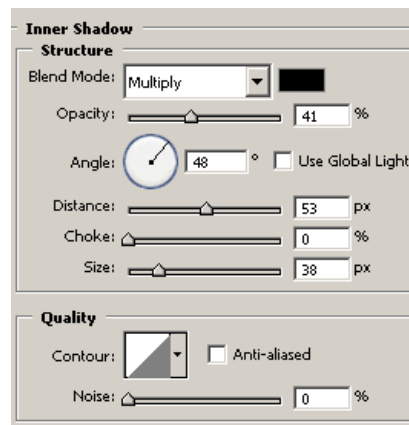 Inner Shadow
Structure
Blend Mode: Multiply
Opacity: 41 %
Angle: 48 ° Use Global Light
Distance: 53 px
Choke: 0 %
Size: 38 px
Quality
Contour: Anti-aliased
Noise: 0 %